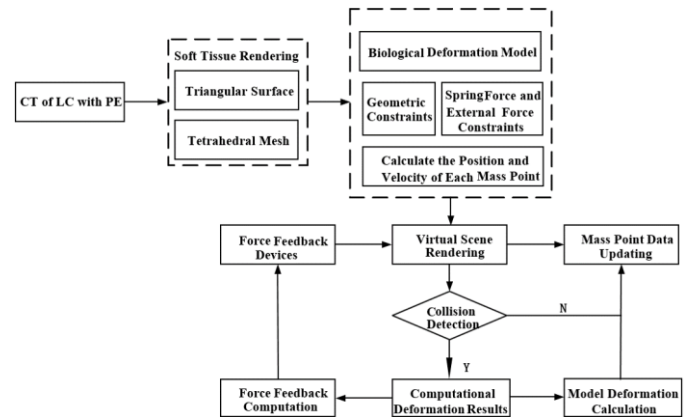 CT of LC with PE
Soft Tissue Rendering
Triangular Surface
Tetrahedral Mesh
Biological Deformation Model
Geometric
Constraints
Spring Force and
External Force
Constraints
Calculate the Position and
Velocity of Each Mass Point
Force Feedback
Devices
Virtual Scene
Rendering
Mass Point Data
Updating
Collision
Detection
N
Y
Force Feedback
Computation
Computational
Deformation Results
Model Deformation
Calculation